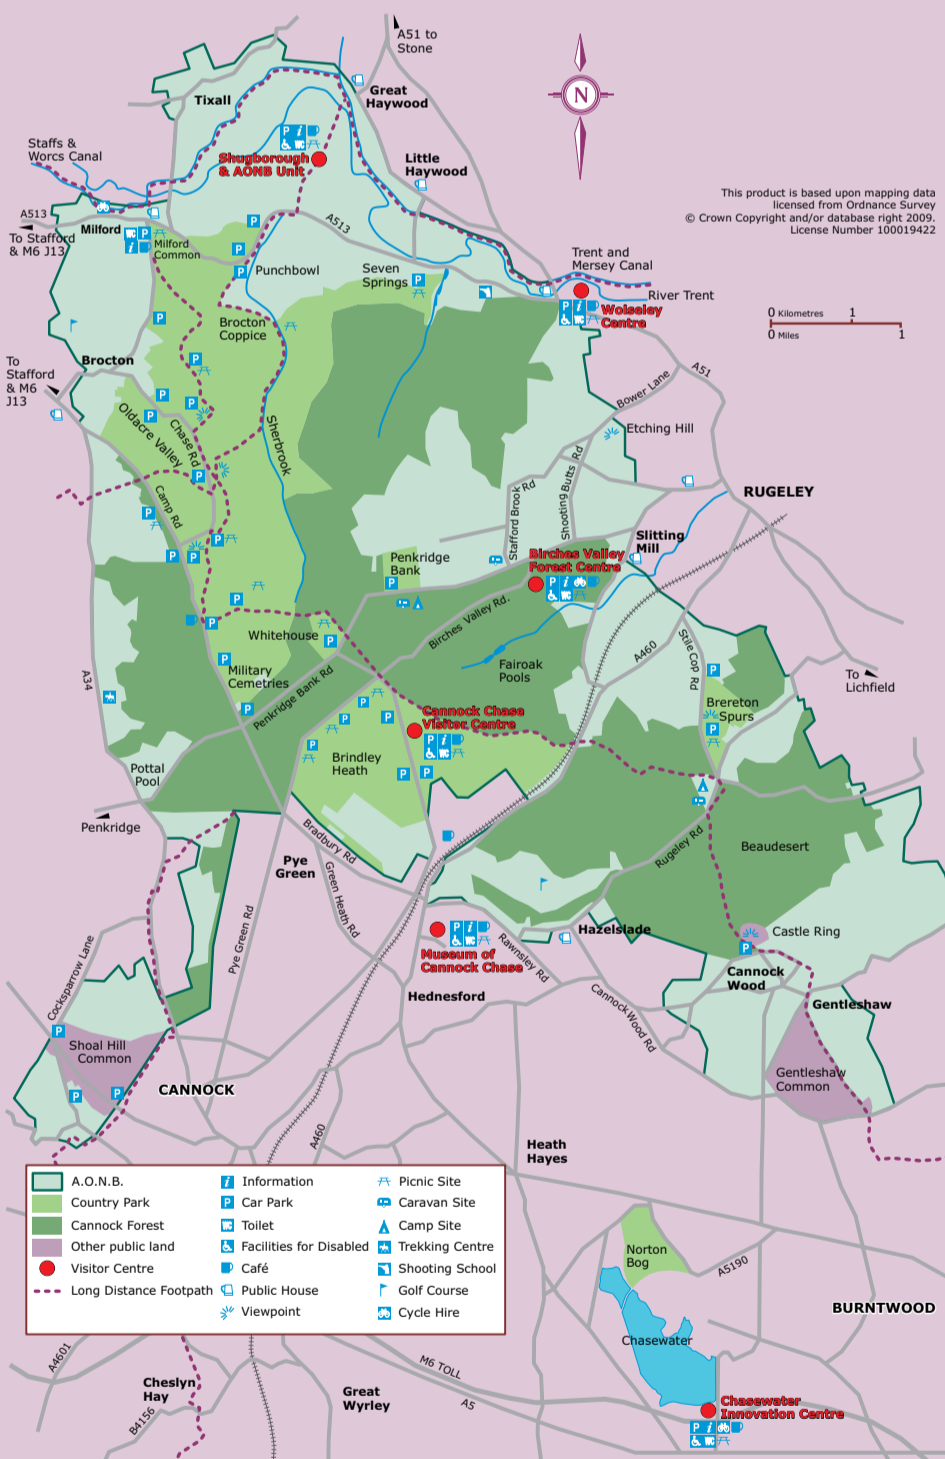 A51 to
Stone
Tixall
Great
Haywood
N
Staffs &
Worcs Canal
Shugborough
& AONB Unit
Little
Haywood
This product is based upon mapping data
licensed from Ordnance Survey
© Crown Copyright and/or database right 2009.
License Number 100019422
A513
To Stafford
& M6 J13
Milford
Milford
Common
A513
Punchbowl
Seven
Springs
Trent and
Mersey Canal
River Trent
Wolseley
Centre
0 Kilometres 1
0 Miles 1
Brocton
Coppice
To
Stafford
& M6
J13
Brocton
Bower Lane
A51
Oldacre Valley
Chase Rd
Sherbrook
Etching Hill
Camp Rd
Stafford Brook Rd
Shooting Butts Rd
RUGELEY
Slitting
Mill
Penkridge
Bank
Birches Valley
Forest Centre
Birches Valley Rd.
Whitehouse
A34
Military
Cemeteries
Penkridge Bank Rd
Fairoak
Pools
A460
Stile Cop Rd
To
Lichfield
Brereton
Spurs
Cannock Chase
Visitor Centre
Brindley
Heath
Pottal
Pool
Penkridge
Bradbury Rd
Pye
Green
Green Heath Rd
Rugeley Rd
Beaudesert
Pye Green Rd
Cocksparrow Lane
Museum of
Cannock Chase
Rawnsley Rd
Hazelslade
Castle Ring
Cannock
Wood
Hednesford
Cannock Wood Rd
Gentleshaw
Shoal Hill
Common
Gentleshaw
Common
CANNOCK
A460
Heath
Hayes
A.O.N.B.
Country Park
Cannock Forest
Other public land
Visitor Centre
Long Distance Footpath
Information
Car Park
Toilet
Facilities for Disabled
Café
Public House
Viewpoint
Picnic Site
Caravan Site
Camp Site
Trekking Centre
Shooting School
Golf Course
Cycle Hire
Norton
Bog
A5190
BURNTWOOD
Chasewater
A4601
Cheslyn
Hay
B4156
Great
Wyrley
M6 TOLL
A5
Chasewater
Innovation Centre